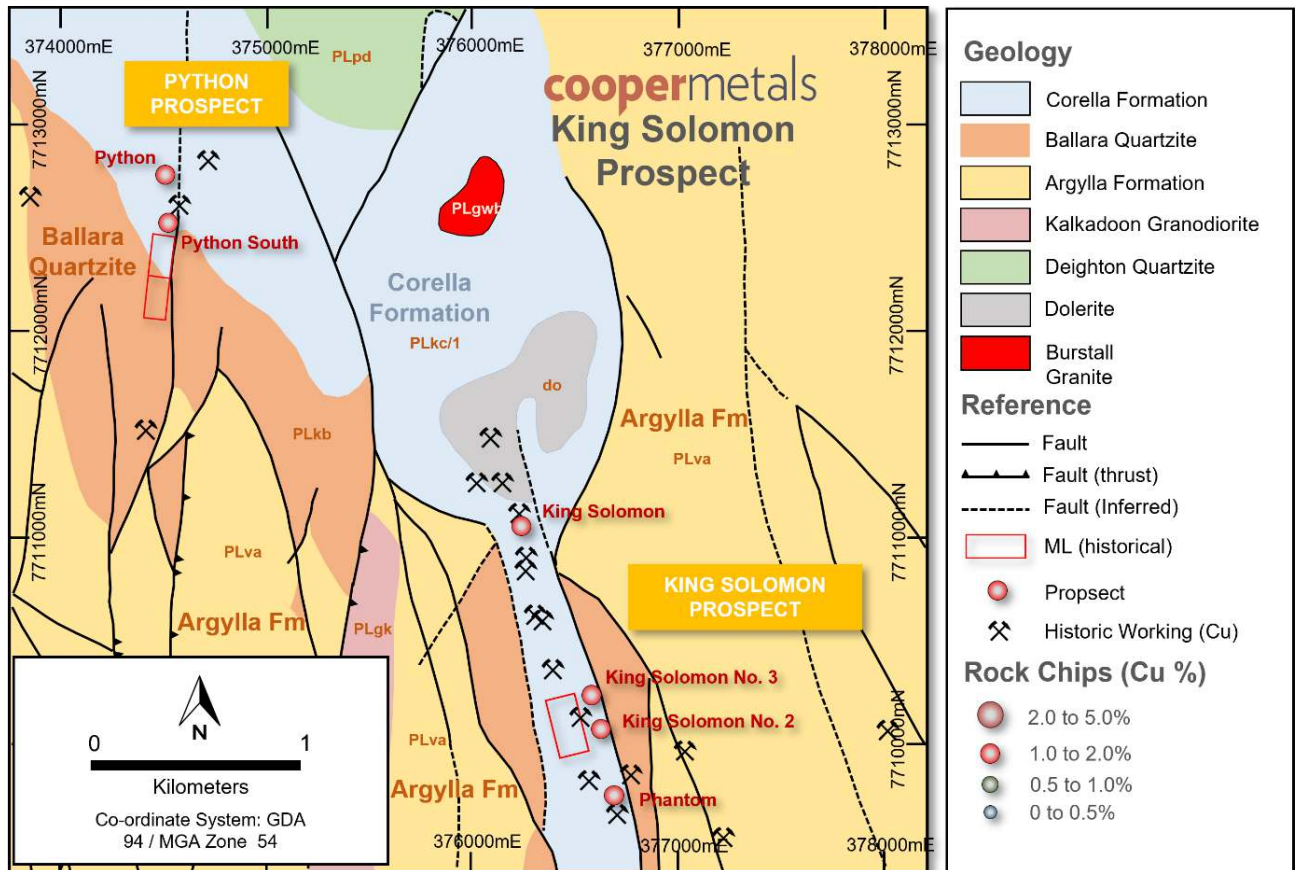 374000mE
375000mE
376000mE
377000mE
378000mE
PLpd
PYTHON
PROSPECT
coopermetals
King Solomon
Prospect
7713000mN
7713000mN
Python
PLgwb
Python South
Ballara
Quartzite
Corella
Formation
PLkc/1
7712000mN
7712000mN
do
Argylla Fm
PLva
PLkb
King Solomon
7711000mN
7711000mN
PLva
KING SOLOMON
PROSPECT
Argylla Fm
PLgk
King Solomon No. 3
King Solomon No. 2
PLva
7710000mN
Argylla Fm
Phantom
376000mE
377000mE
378000mE
N
0
1
Kilometers
Co-ordinate System: GDA
94 / MGA Zone 54
Geology
Corella Formation
Ballara Quartzite
Argylla Formation
Kalkadoon Granodiorite
Deighton Quartzite
Dolerite
Burstall
Granite
Reference
Fault
Fault (thrust)
Fault (Inferred)
ML (historical)
Propsect
Historic Working (Cu)
Rock Chips (Cu %)
2.0 to 5.0%
1.0 to 2.0%
0.5 to 1.0%
0 to 0.5%